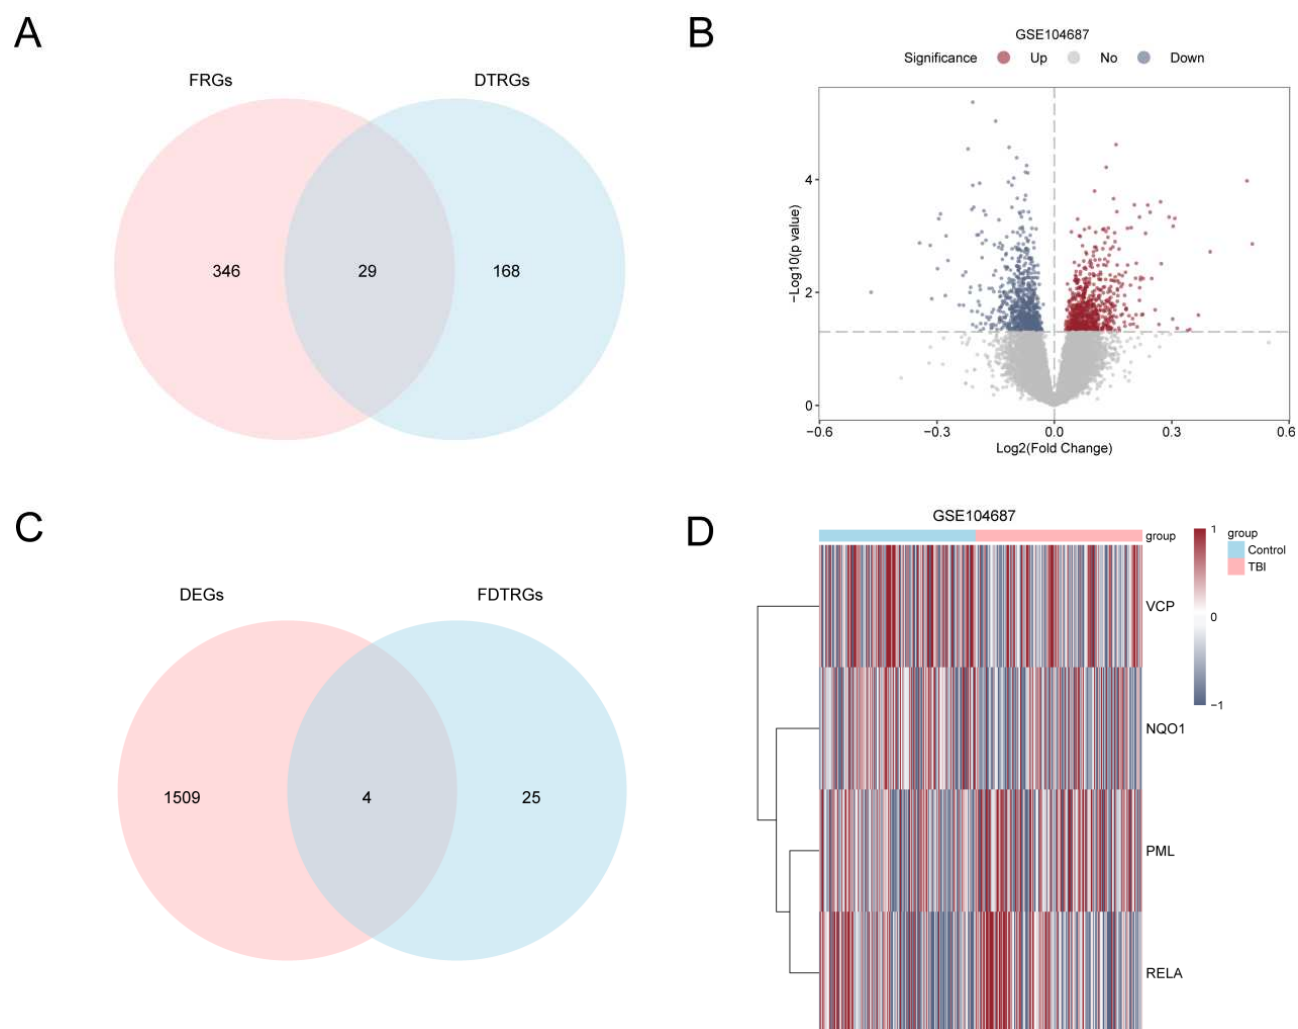 A
FRGs
DTRGs
346
29
168
B
GSE104687
Significance Up No Down
−Log10(p value)
4
2
0
−0.6 −0.3 0.0 0.3 0.6
Log2(Fold Change)
C
DEGs
FDTRGs
1509
4
25
D
GSE104687
group
VCP
NQO1
PML
RELA
1
0
−1
group
Control
TBI